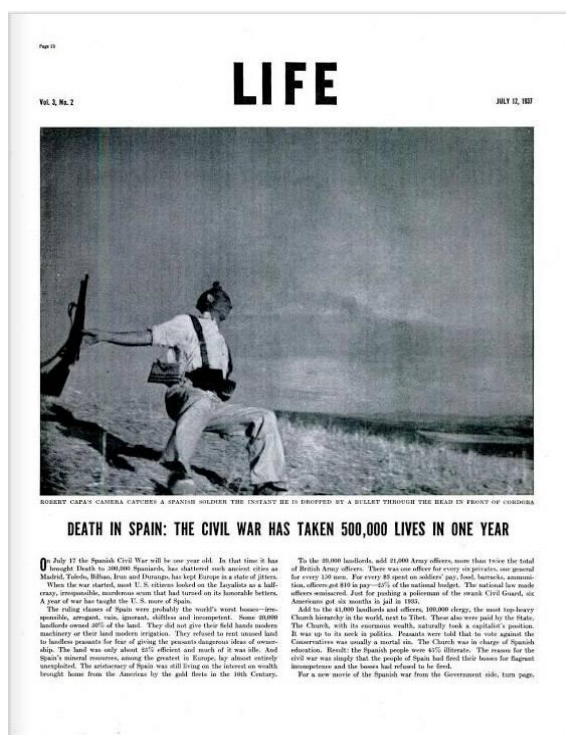 Page 19
LIFE
Vol. 3, No. 2
JULY 12, 1937
ROBERT CAPA'S CAMERA CATCHES A SPANISH SOLDIER THE INSTANT HE IS DROPPED BY A BULLET THROUGH THE HEAD IN FRONT OF CORDOBA
DEATH IN SPAIN: THE CIVIL WAR HAS TAKEN 500,000 LIVES IN ONE YEAR
On July 17 the Spanish Civil War will be one year old. In that time it has
brought Death to 500,000 Spaniards, has shattered such ancient cities as
Madrid, Toledo, Bilbao, Irun and Durango, has kept Europe in a state of jitters.
When the war started, most U. S. citizens looked on the Loyalists as a half-
crazy, irresponsible, murderous scum that had turned on its honorable betters.
A year of war has taught the U. S. more of Spain.
The ruling classes of Spain were probably the world's worst bosses—irre-
sponsible, arrogant, vain, ignorant, shiftless and incompetent. Some 20,000
landlords owned 50% of the land. They did not give their field hands modern
machinery or their land modern irrigation. They refused to rent unused land
to landless peasants for fear of giving the peasants dangerous ideas of owner-
ship. The land was only about 25% efficient and much of it was idle. And
Spain's mineral resources, among the greatest in Europe, lay almost entirely
unexploited. The aristocracy of Spain was still living on the interest on wealth
brought home from the Americas by the gold fleets in the 16th Century.
To the 20,000 landlords, add 21,000 Army officers, more than twice the total
of British Army officers. There was one officer for every six privates, one general
for every 150 men. For every $3 spent on soldiers' pay, food, barracks, ammuni-
tion, officers got $10 in pay—25% of the national budget. The national law made
officers semisacred. Just for pushing a policeman of the swank Civil Guard, six
Americans got six months in jail in 1933.
Add to the 41,000 landlords and officers, 100,000 clergy, the most top-heavy
Church hierarchy in the world, next to Tibet. These also were paid by the State.
The Church, with its enormous wealth, naturally took a capitalist's position.
It was up to its neck in politics. Peasants were told that to vote against the
Conservatives was usually a mortal sin. The Church was in charge of Spanish
education. Result: the Spanish people were 45% illiterate. The reason for the
civil war was simply that the people of Spain had fired their bosses for flagrant
incompetence and the bosses had refused to be fired.
For a new movie of the Spanish war from the Government side, turn page.